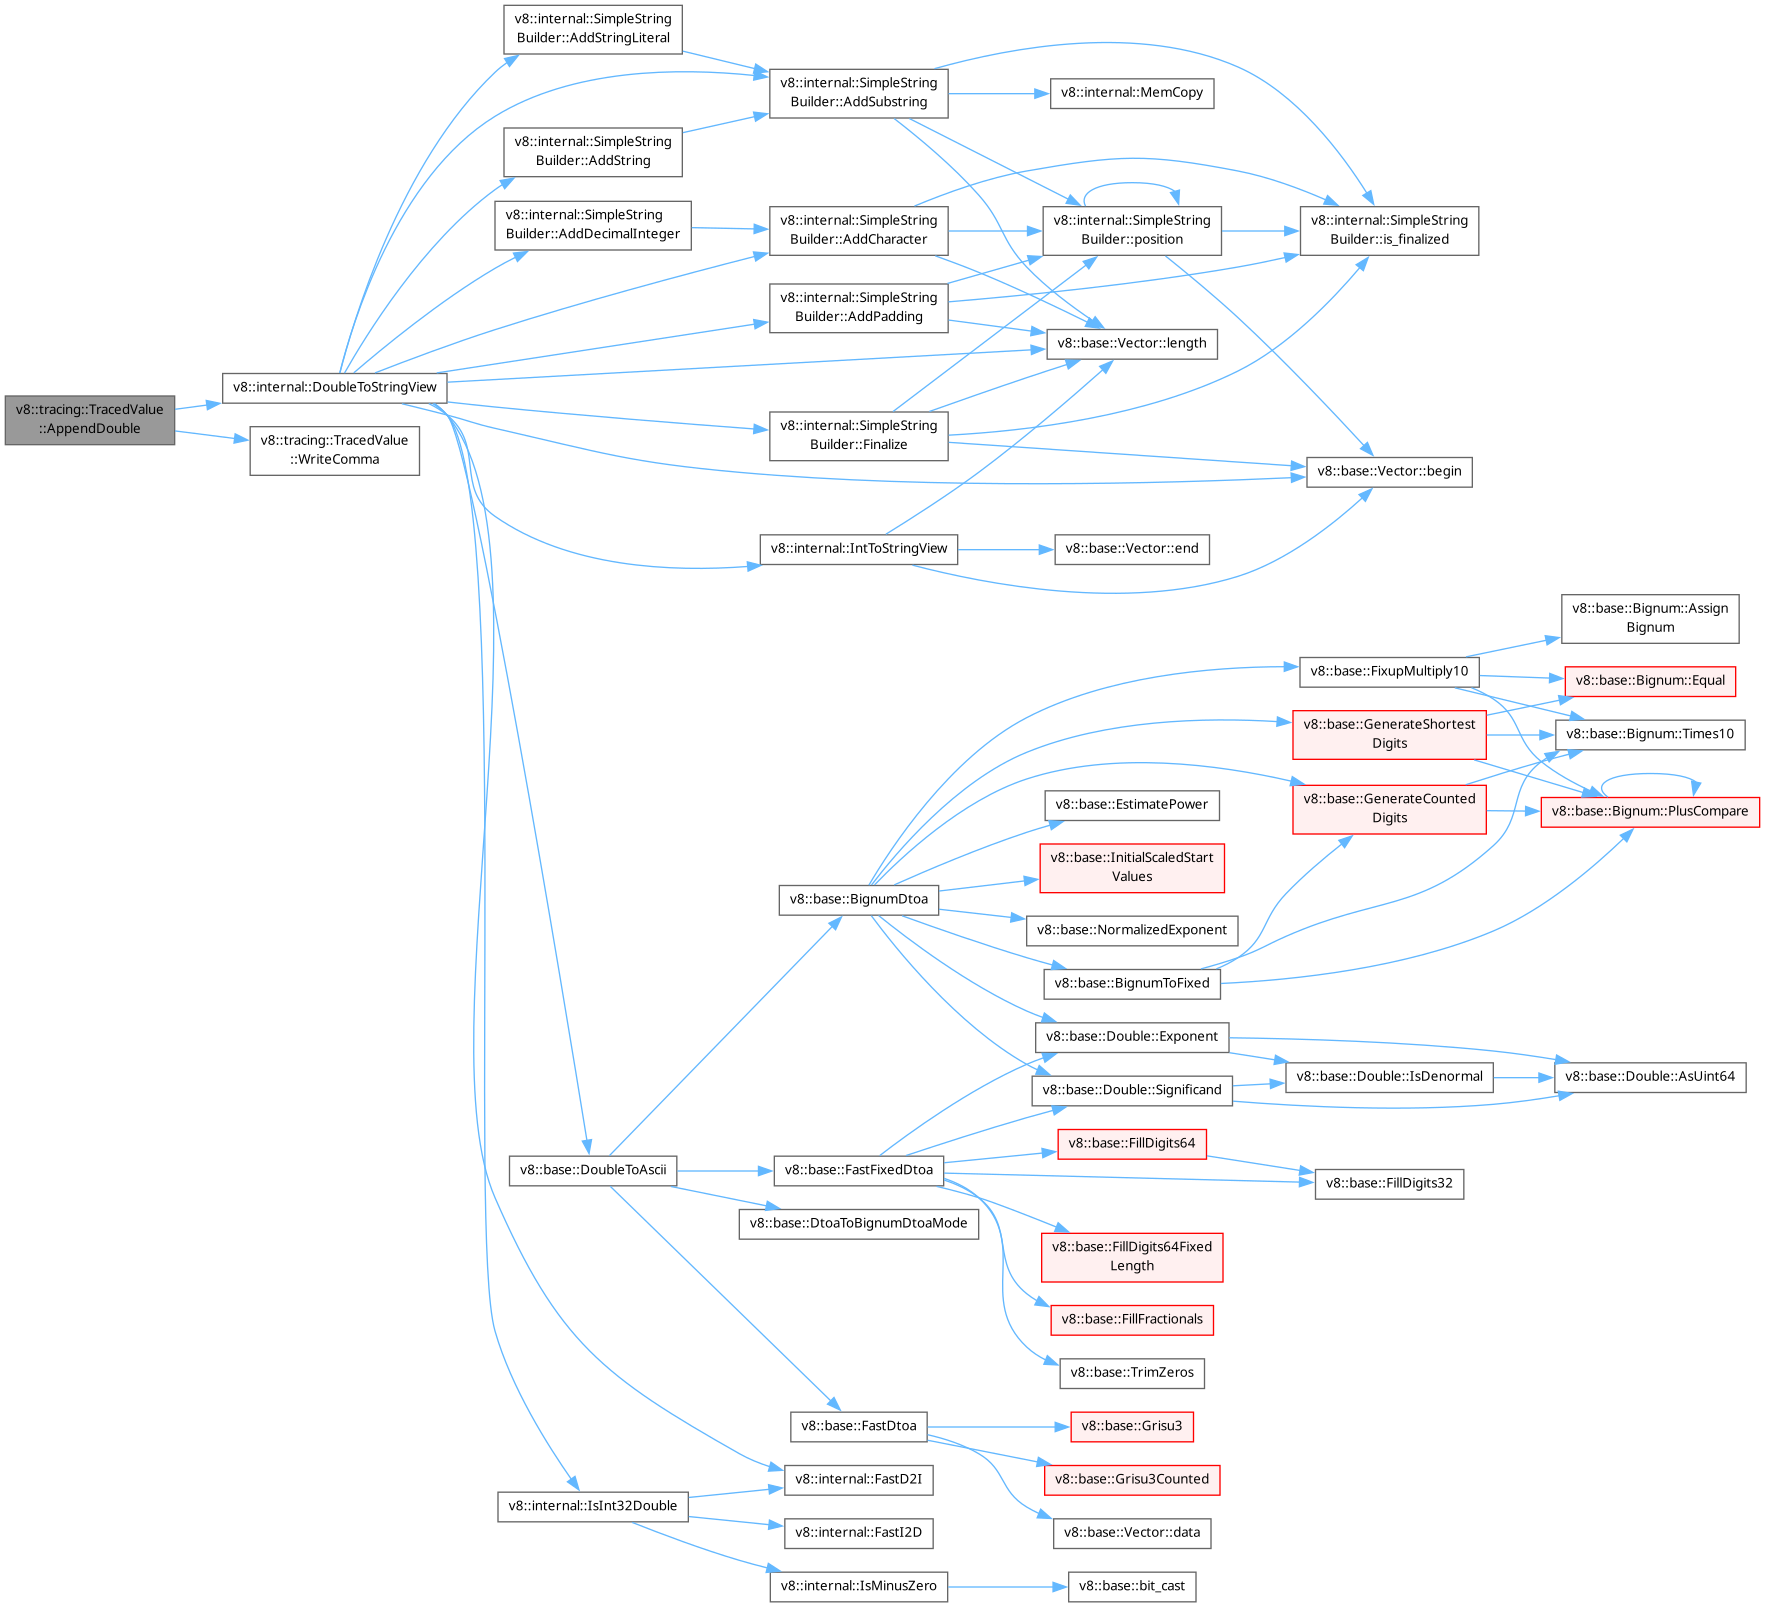 v8::tracing::TracedValue
::AppendDouble
v8::internal::DoubleToStringView
v8::tracing::TracedValue
::WriteComma
v8::internal::SimpleString
Builder::AddStringLiteral
v8::internal::SimpleString
Builder::AddString
v8::internal::SimpleString
Builder::AddDecimalInteger
v8::base::DoubleToAscii
v8::internal::IsInt32Double
v8::internal::SimpleString
Builder::AddSubstring
v8::internal::SimpleString
Builder::AddCharacter
v8::internal::SimpleString
Builder::AddPadding
v8::internal::SimpleString
Builder::Finalize
v8::internal::IntToStringView
v8::base::BignumDtoa
v8::base::FastFixedDtoa
v8::base::DtoaToBignumDtoaMode
v8::base::FastDtoa
v8::internal::FastD2I
v8::internal::FastI2D
v8::internal::IsMinusZero
v8::internal::MemCopy
v8::internal::SimpleString
Builder::position
v8::base::Vector::length
v8::base::Vector::end
v8::base::EstimatePower
v8::base::InitialScaledStart
Values
v8::base::NormalizedExponent
v8::base::BignumToFixed
v8::base::Double::Exponent
v8::base::Double::Significand
v8::base::FillDigits64
v8::base::FillDigits64Fixed
Length
v8::base::FillFractionals
v8::base::TrimZeros
v8::base::Grisu3
v8::base::Grisu3Counted
v8::base::Vector::data
v8::base::bit_cast
v8::internal::SimpleString
Builder::is_finalized
v8::base::Vector::begin
v8::base::FixupMultiply10
v8::base::GenerateShortest
Digits
v8::base::GenerateCounted
Digits
v8::base::Double::IsDenormal
v8::base::FillDigits32
v8::base::Bignum::Assign
Bignum
v8::base::Bignum::Equal
v8::base::Bignum::Times10
v8::base::Bignum::PlusCompare
v8::base::Double::AsUint64